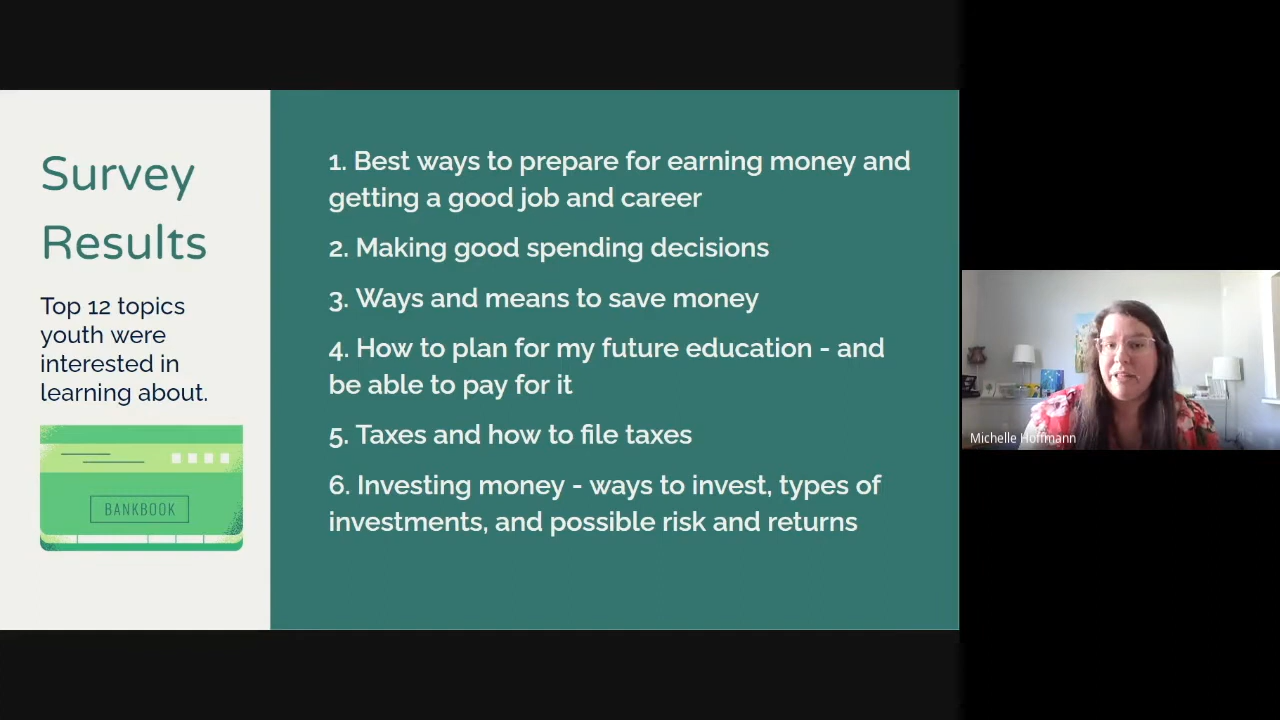 Survey
Results
Top 12 topics
youth were
interested in
learning about.
BANKBOOK
1. Best ways to prepare for earning money and
getting a good job and career
2. Making good spending decisions
3. Ways and means to save money
4. How to plan for my future education - and
be able to pay for it
5. Taxes and how to file taxes
6. Investing money - ways to invest, types of
investments, and possible risk and returns
Michelle Hoffmann